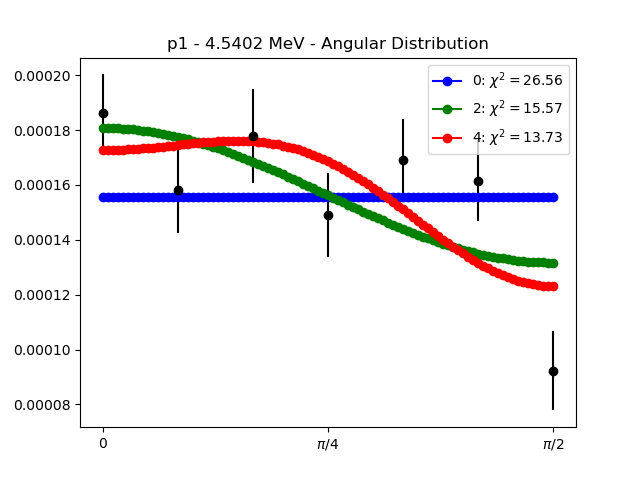 p1 - 4.5402 MeV - Angular Distribution
0: χ² = 26.56
2: χ² = 15.57
4: χ² = 13.73
0.00020
0.00018
0.00016
0.00014
0.00012
0.00010
0.00008
0 π/4 π/2